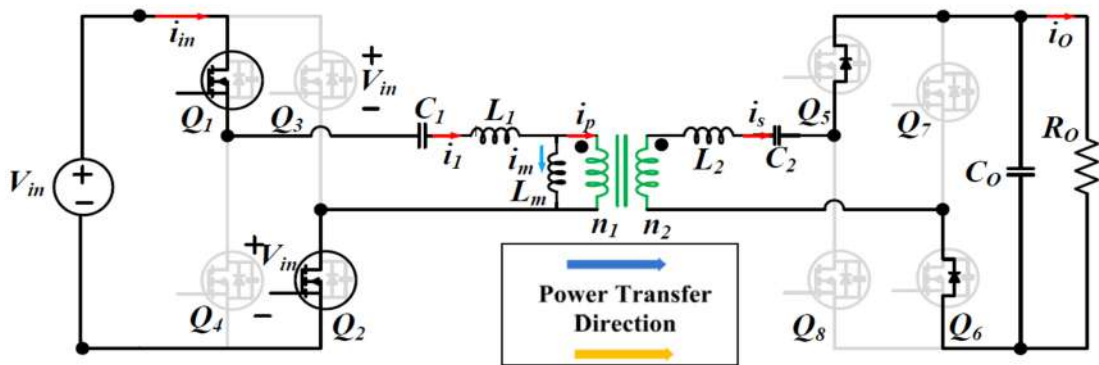 i_in
+
V_in
−
Q_1
Q_3
C_1
L_1
i_p
i_s
Q_5
Q_7
i_O
V_in
+
−
i_1
i_m
L_m
L_2
C_2
C_O
R_O
n_1
n_2
+
V_in
−
Q_4
Q_2
Power Transfer
Direction
Q_8
Q_6